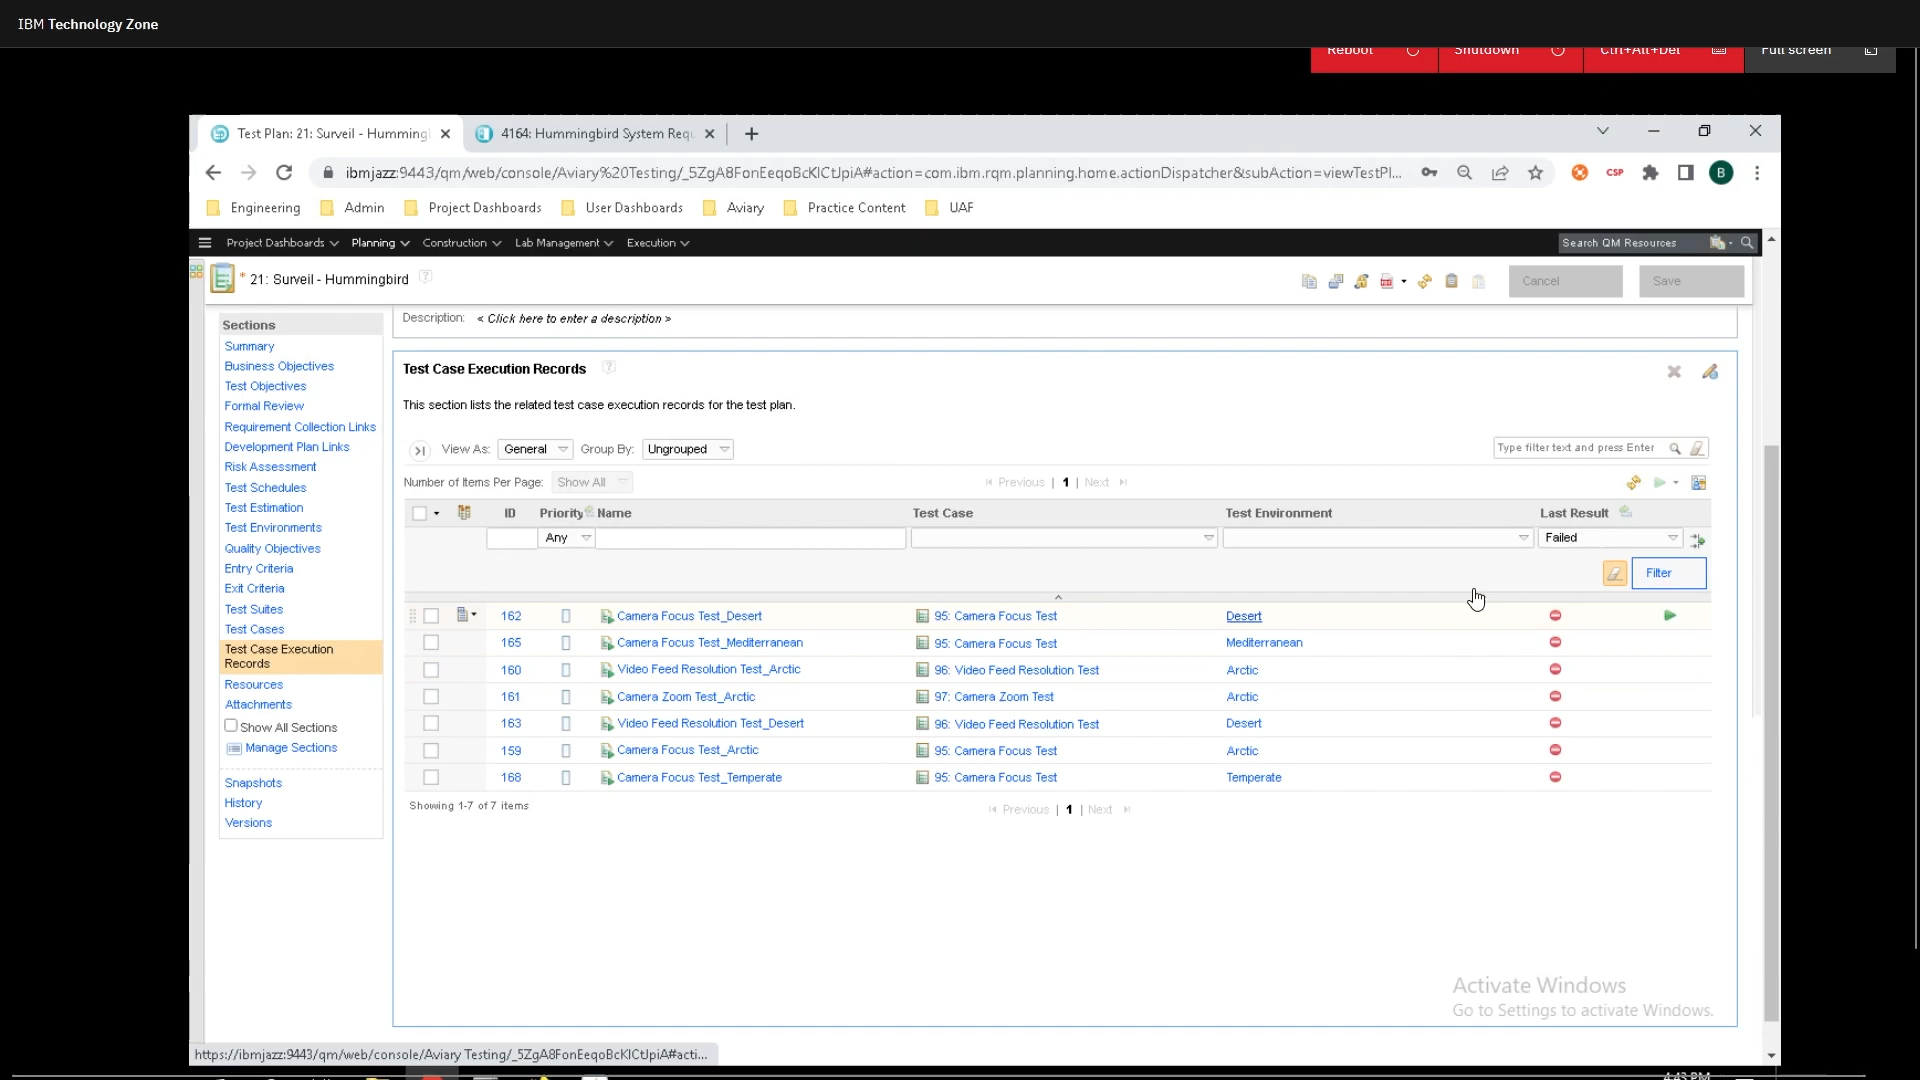 IBM Technology Zone
Reboot Shutdown Ctrl+Alt+Del Full screen
Test Plan: 21: Surveil - Humming 4164: Hummingbird System Requ
ibmjazz:9443/qm/web/console/Aviary%20Testing/_5ZgA8FonEeqoBcKlCtJpiA#action=com.ibm.rqm.planning.home.actionDispatcher&subAction=viewTestPl... CSP B
Engineering Admin Project Dashboards User Dashboards Aviary Practice Content UAF
Project Dashboards Planning Construction Lab Management Execution Search QM Resources
* 21: Surveil - Hummingbird Cancel Save
Sections
Summary
Business Objectives
Test Objectives
Formal Review
Requirement Collection Links
Development Plan Links
Risk Assessment
Test Schedules
Test Estimation
Test Environments
Quality Objectives
Entry Criteria
Exit Criteria
Test Suites
Test Cases
Test Case Execution
Records
Resources
Attachments
Show All Sections
Manage Sections
Snapshots
History
Versions
Description: < Click here to enter a description >
Test Case Execution Records ?
This section lists the related test case execution records for the test plan.
View As: General Group By: Ungrouped Type filter text and press Enter
Number of Items Per Page: Show All Previous | 1 | Next
ID Priority Name Test Case Test Environment Last Result
Any Failed
Filter
162 Camera Focus Test_Desert 95: Camera Focus Test Desert
165 Camera Focus Test_Mediterranean 95: Camera Focus Test Mediterranean
160 Video Feed Resolution Test_Arctic 96: Video Feed Resolution Test Arctic
161 Camera Zoom Test_Arctic 97: Camera Zoom Test Arctic
163 Video Feed Resolution Test_Desert 96: Video Feed Resolution Test Desert
159 Camera Focus Test_Arctic 95: Camera Focus Test Arctic
168 Camera Focus Test_Temperate 95: Camera Focus Test Temperate
Showing 1-7 of 7 items Previous | 1 | Next
Activate Windows
Go to Settings to activate Windows.
https://ibmjazz:9443/qm/web/console/Aviary Testing/_5ZgA8FonEeqoBcKlCtJpiA#acti...
4:43 PM